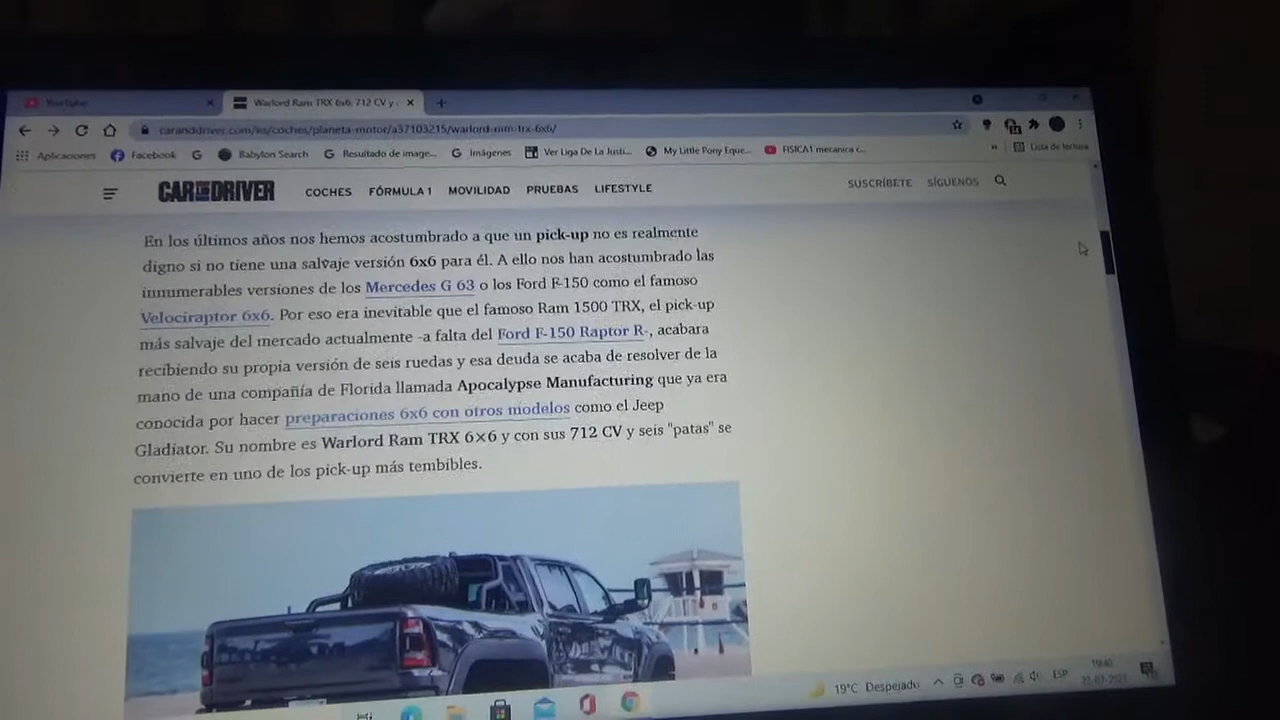 YouTube
Warlord Ram TRX 6x6: 712 CV y
caranddriver.com/es/coches/planeta-motor/a37103215/warlord-ram-trx-6x6/
Aplicaciones Facebook Babylon Search Resultado de image... Imágenes Ver Liga De La Justi... My Little Pony Eque... FISICA1 mecanica c... » Lista de lectura
CAR AND DRIVER COCHES FÓRMULA 1 MOVILIDAD PRUEBAS LIFESTYLE SUSCRÍBETE SÍGUENOS
En los últimos años nos hemos acostumbrado a que un pick-up no es realmente
digno si no tiene una salvaje versión 6x6 para él. A ello nos han acostumbrado las
innumerables versiones de los Mercedes G 63 o los Ford F-150 como el famoso
Velociraptor 6x6. Por eso era inevitable que el famoso Ram 1500 TRX, el pick-up
más salvaje del mercado actualmente -a falta del Ford F-150 Raptor R-, acabara
recibiendo su propia versión de seis ruedas y esa deuda se acaba de resolver de la
mano de una compañía de Florida llamada Apocalypse Manufacturing que ya era
conocida por hacer preparaciones 6x6 con otros modelos como el Jeep
Gladiator. Su nombre es Warlord Ram TRX 6×6 y con sus 712 CV y seis "patas" se
convierte en uno de los pick-up más tembibles.
19°C Despejado ESP
19:40
22-07-2021